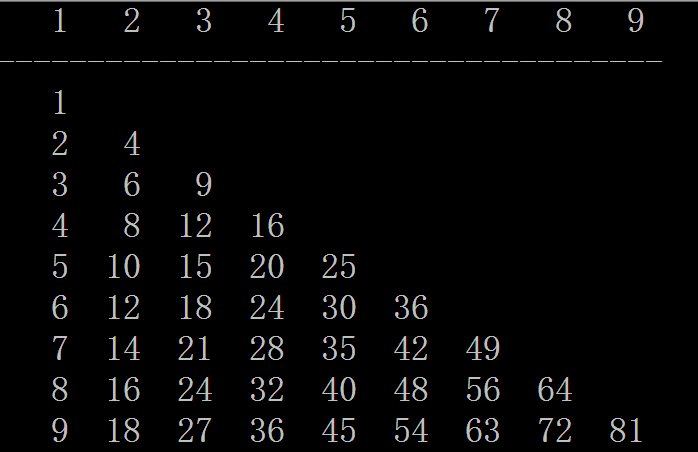 1 2 3 4 5 6 7 8 9
-------------------------------------
1
2 4
3 6 9
4 8 12 16
5 10 15 20 25
6 12 18 24 30 36
7 14 21 28 35 42 49
8 16 24 32 40 48 56 64
9 18 27 36 45 54 63 72 81